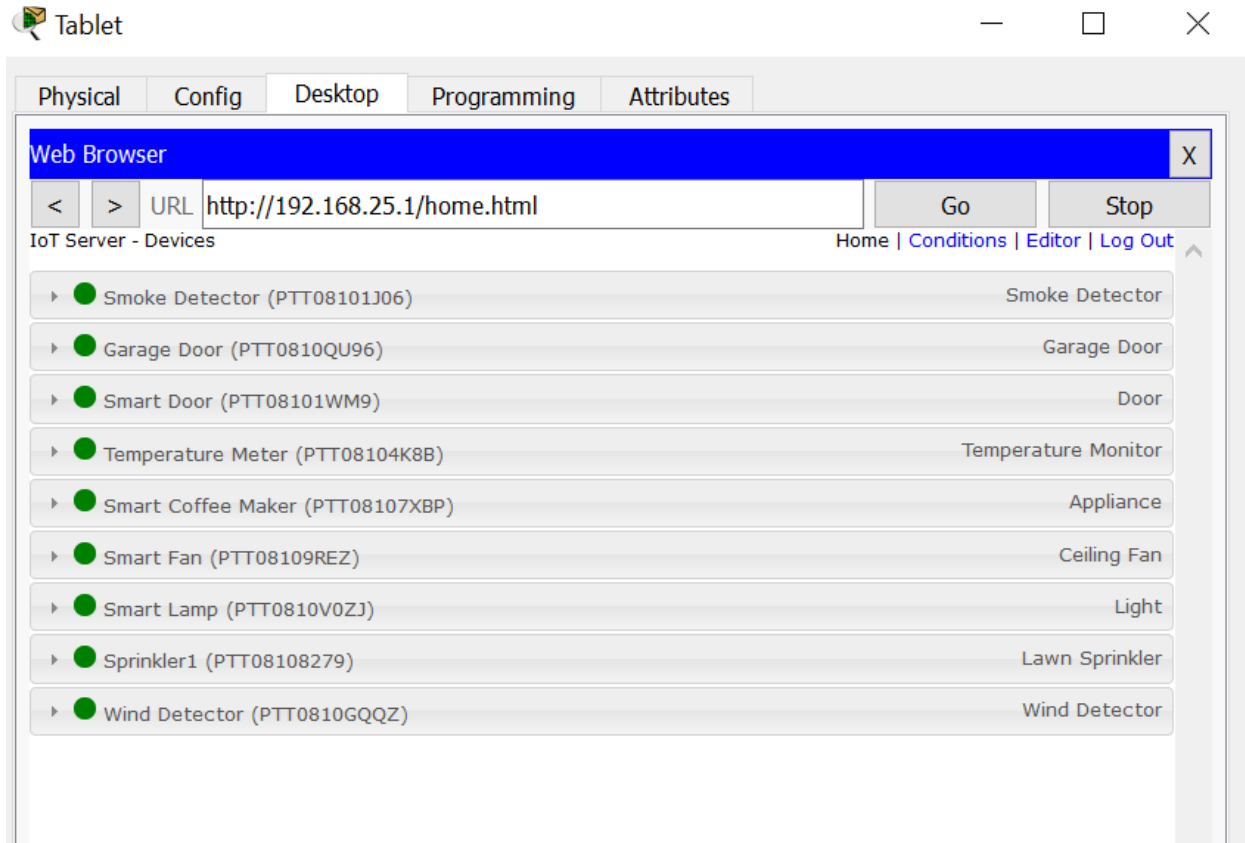 Tablet
Physical Config Desktop Programming Attributes
Web Browser X
< > URL http://192.168.25.1/home.html Go Stop
IoT Server - Devices Home | Conditions | Editor | Log Out
Smoke Detector (PTT08101J06) Smoke Detector
Garage Door (PTT0810QU96) Garage Door
Smart Door (PTT08101WM9) Door
Temperature Meter (PTT08104K8B) Temperature Monitor
Smart Coffee Maker (PTT08107XBP) Appliance
Smart Fan (PTT08109REZ) Ceiling Fan
Smart Lamp (PTT0810V0ZJ) Light
Sprinkler1 (PTT08108279) Lawn Sprinkler
Wind Detector (PTT0810GQQZ) Wind Detector